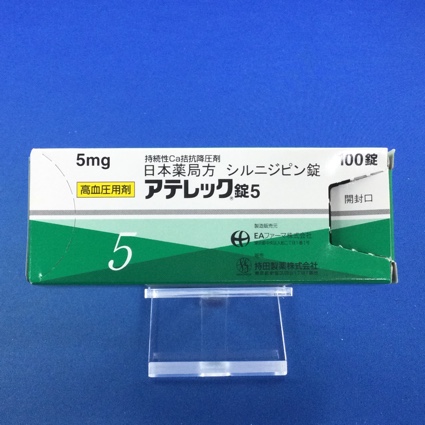 5mg
持続性Ca拮抗降圧剤
100錠
日本薬局方 シルニジピン錠
高血圧用剤
アテレック錠5
開封口
製造販売元
EAファーマ株式会社
5
持田製薬株式会社